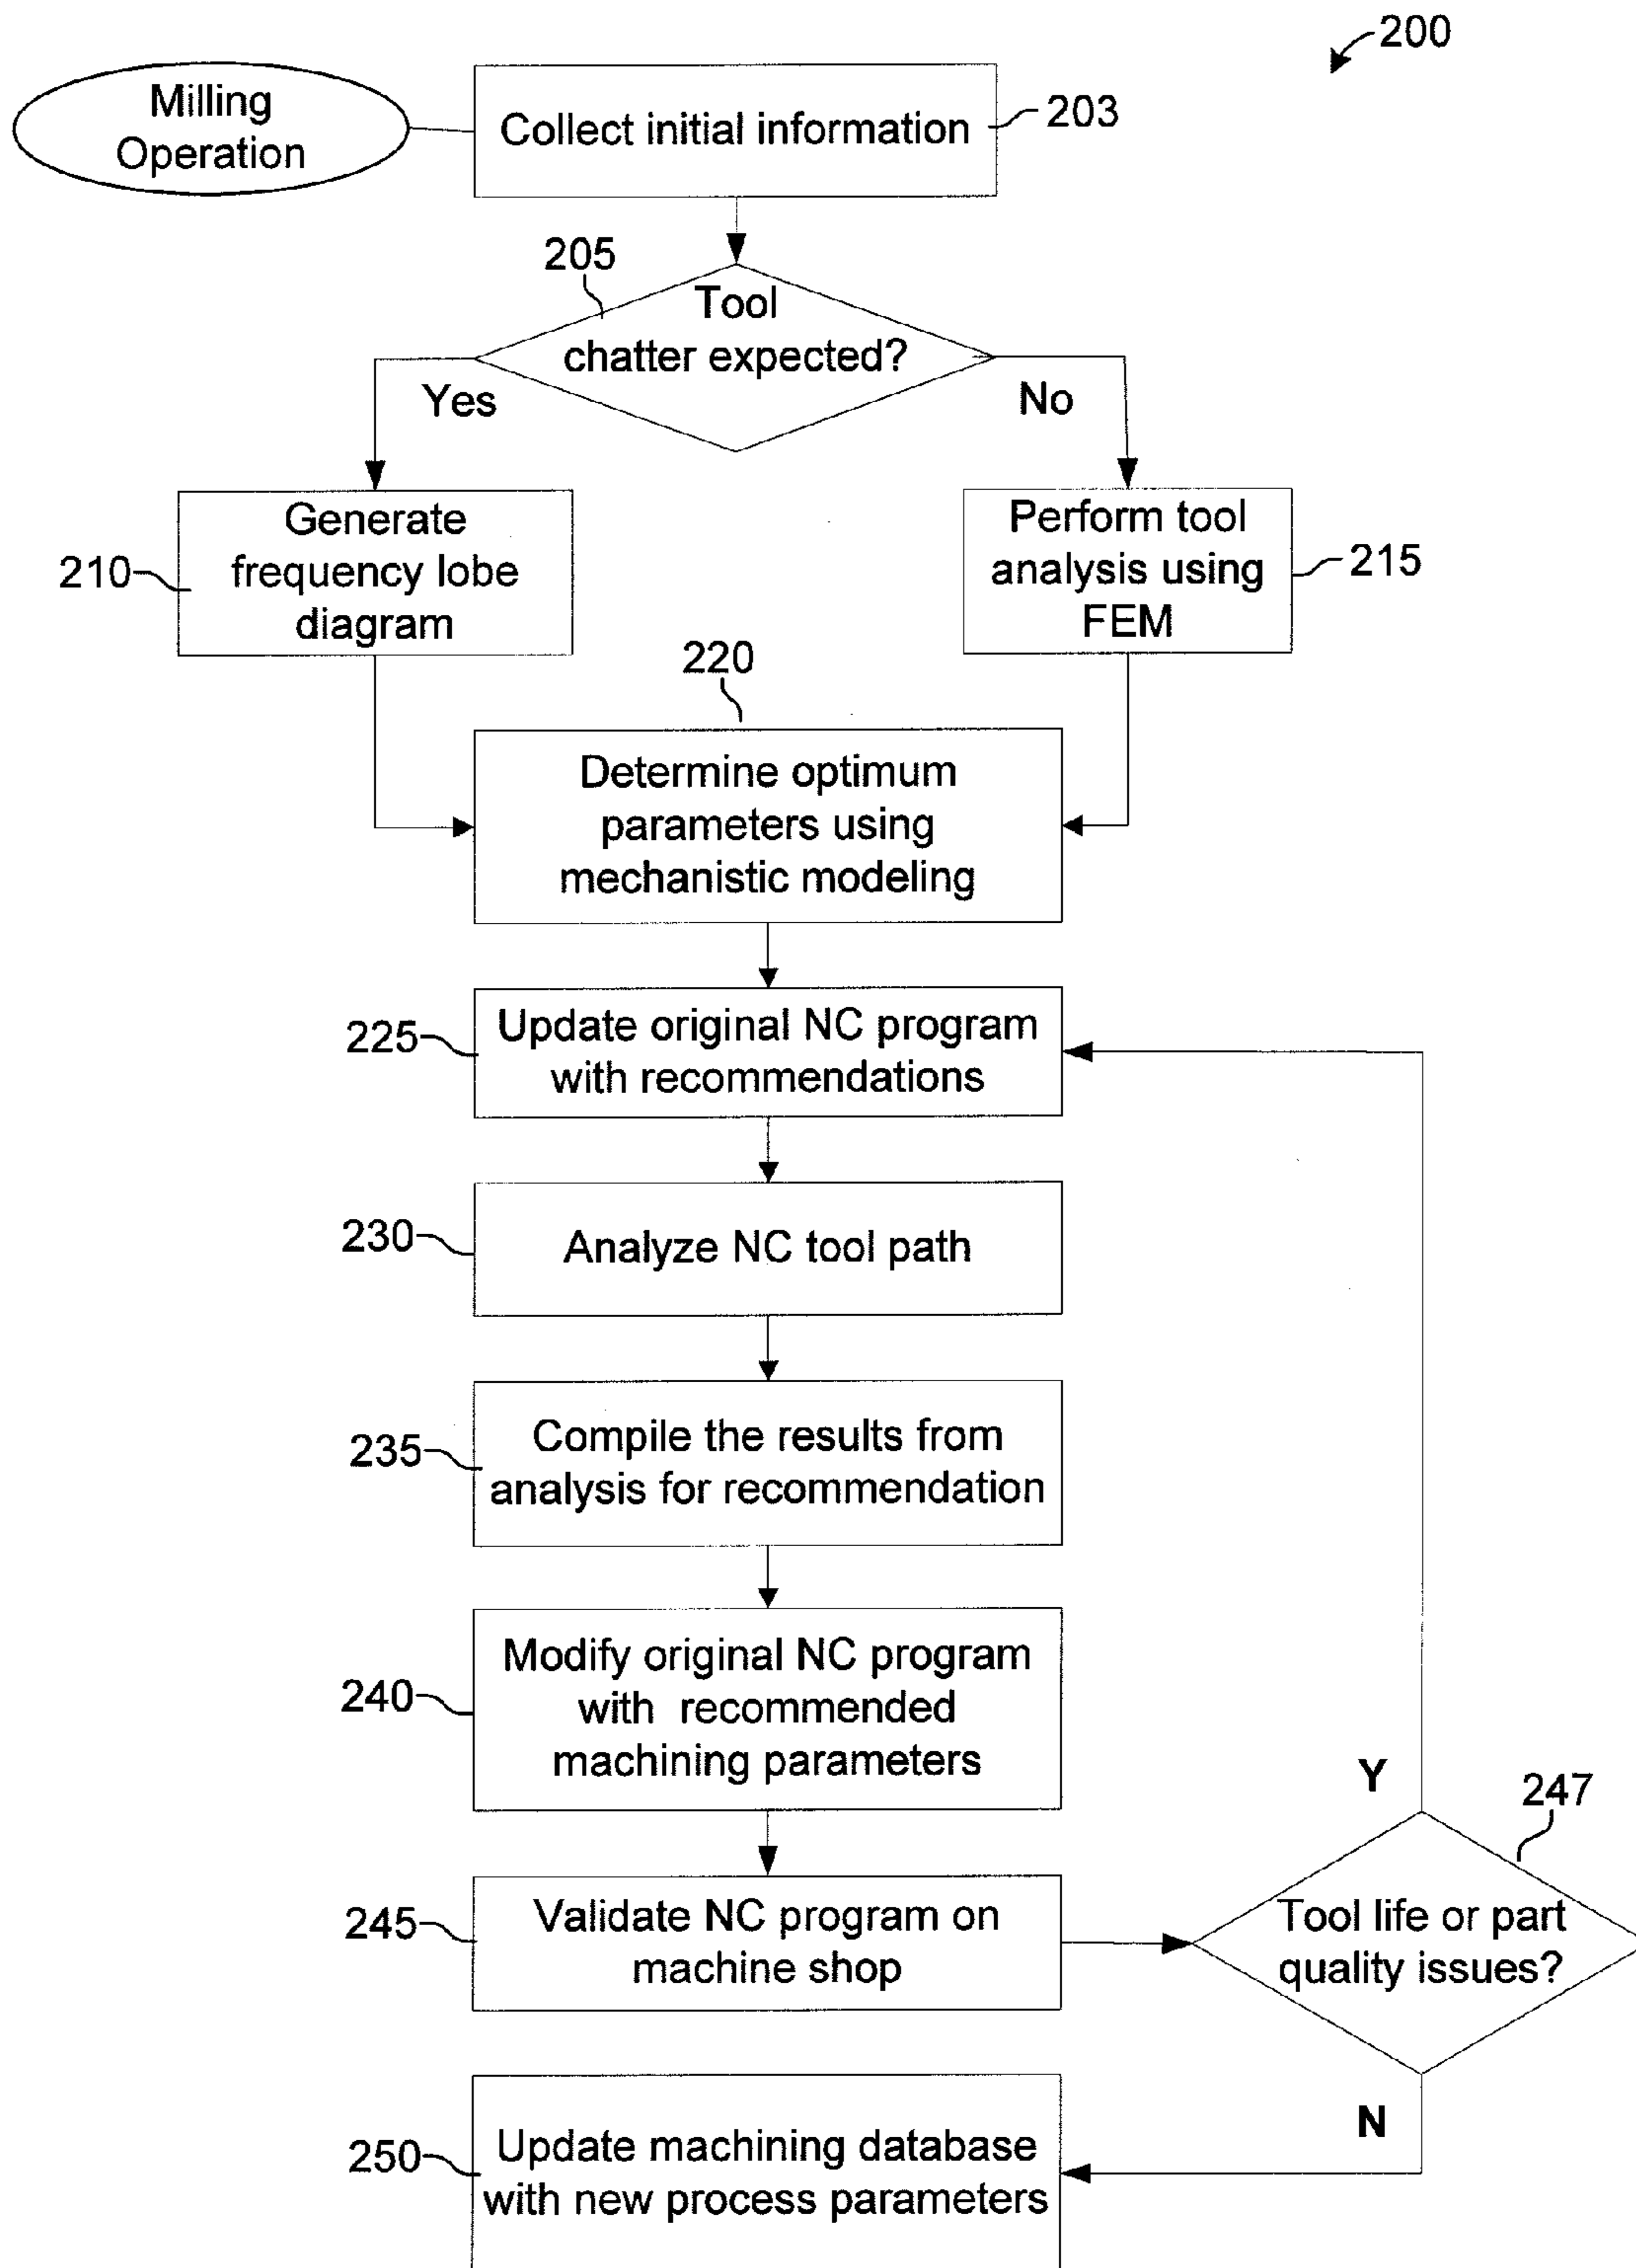 200
Milling
Operation
Collect initial information
203
205
Tool
chatter expected?
Yes
No
Generate
frequency lobe
diagram
210
Perform tool
analysis using
FEM
215
220
Determine optimum
parameters using
mechanistic modeling
225
Update original NC program
with recommendations
230
Analyze NC tool path
235
Compile the results from
analysis for recommendation
240
Modify original NC program
with recommended
machining parameters
Y
247
245
Validate NC program on
machine shop
Tool life or part
quality issues?
N
250
Update machining database
with new process parameters